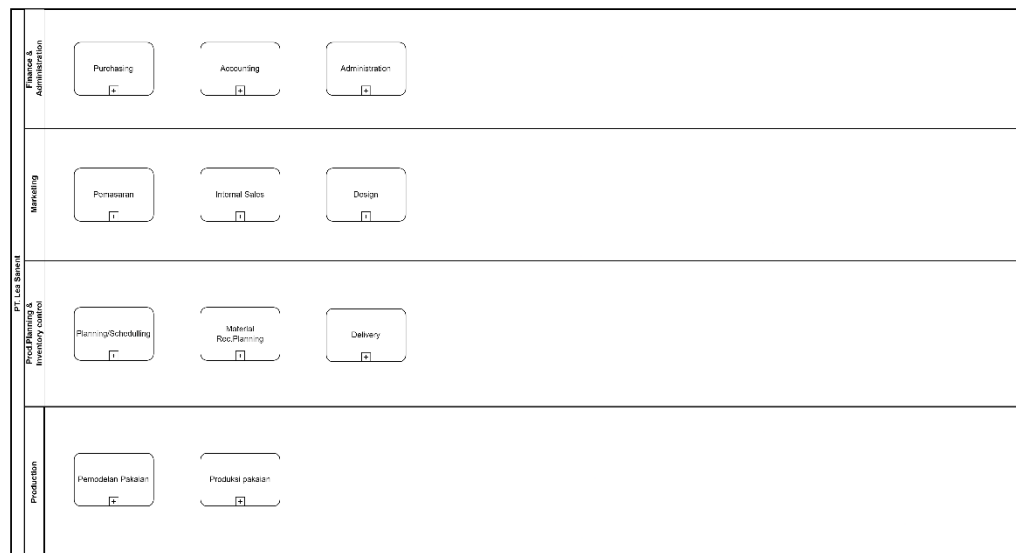 PT. Lea Sanent
Finance &
Administration
Purchasing
Accounting
Administration
Marketing
Pemasaran
Internal Sales
Design
Prod.Planning &
Inventory control
Planning/Schedulling
Material
Rec.Planning
Delivery
Production
Pemodelan Pakaian
Produksi pakaian